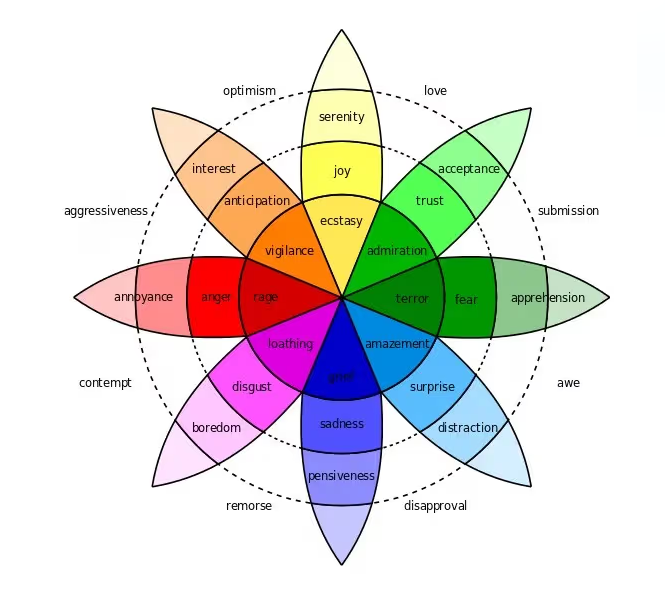 optimism
love
serenity
interest
acceptance
joy
anticipation
trust
aggressiveness
submission
ecstasy
vigilance
admiration
annoyance
anger
rage
terror
fear
apprehension
loathing
amazement
grief
contempt
disgust
surprise
awe
sadness
boredom
distraction
pensiveness
remorse
disapproval